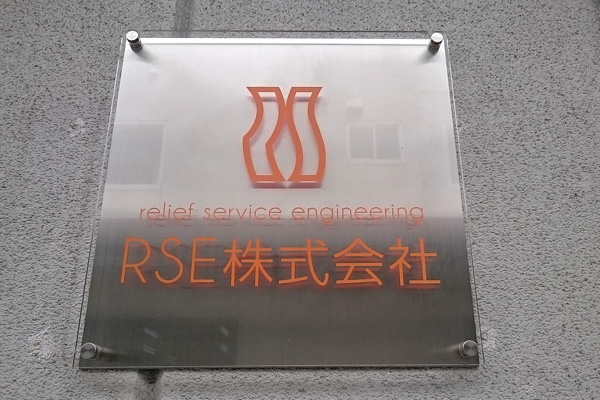 relief service engineering
RSE株式会社